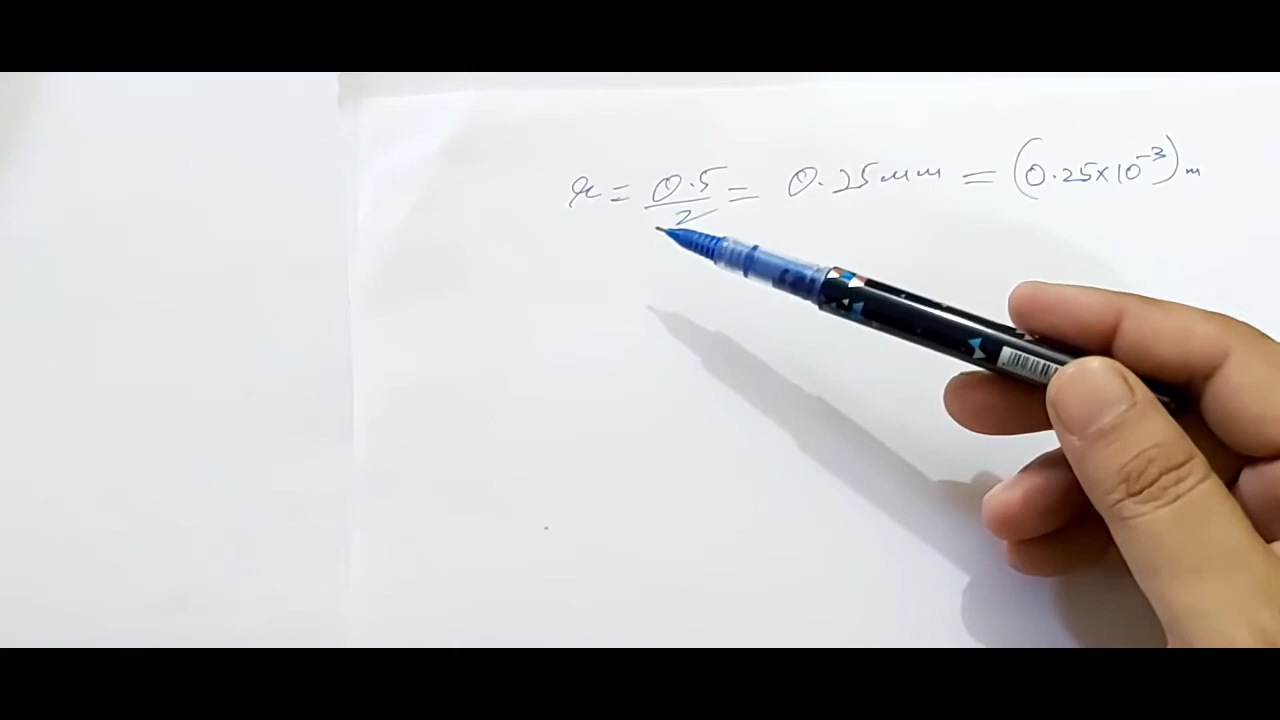 r = 0.5/2 = 0.25 mm = (0.25×10⁻³) m